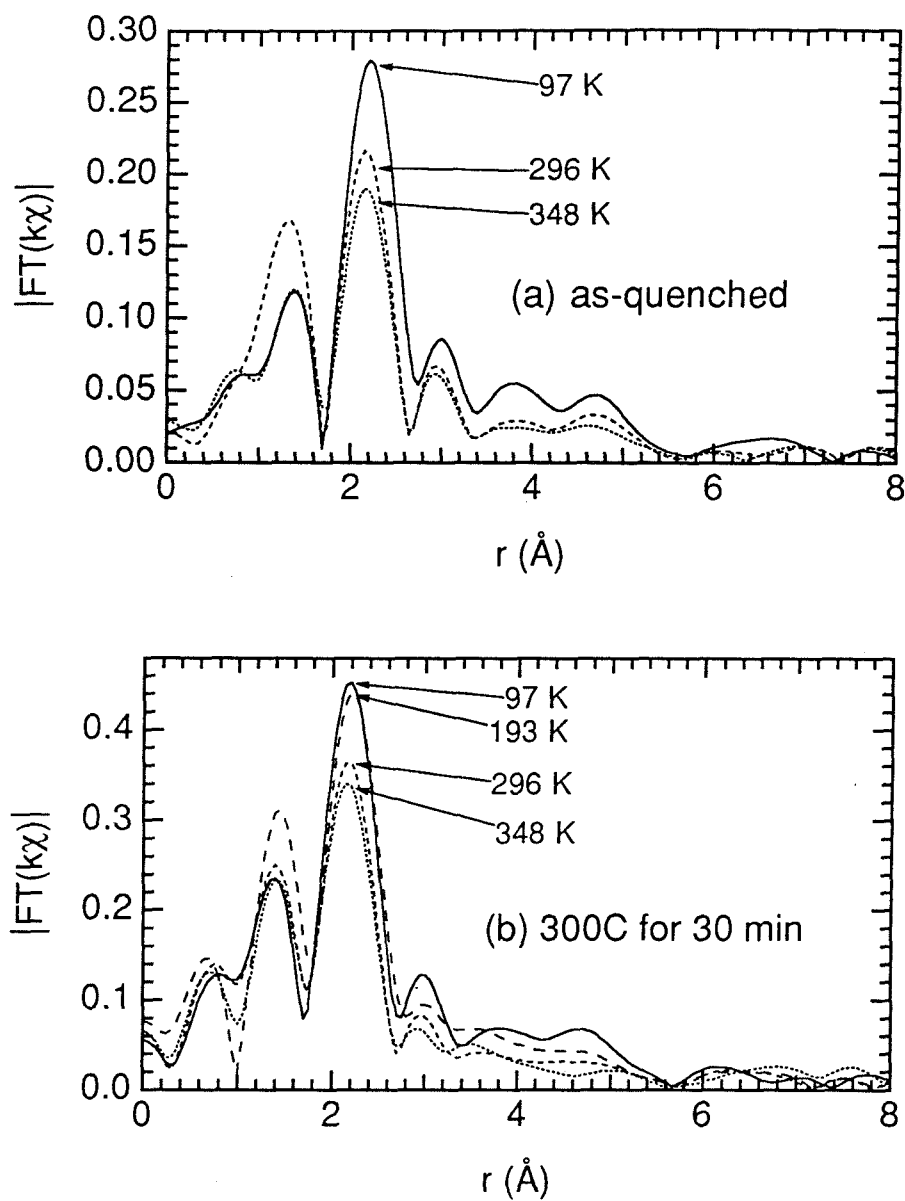 0.30
0.25
0.20
0.15
0.10
0.05
0.00
|FT(kχ)|
97 K
296 K
348 K
(a) as-quenched
0 2 4 6 8
r (Å)
0.4
0.3
0.2
0.1
0.0
|FT(kχ)|
97 K
193 K
296 K
348 K
(b) 300C for 30 min
0 2 4 6 8
r (Å)